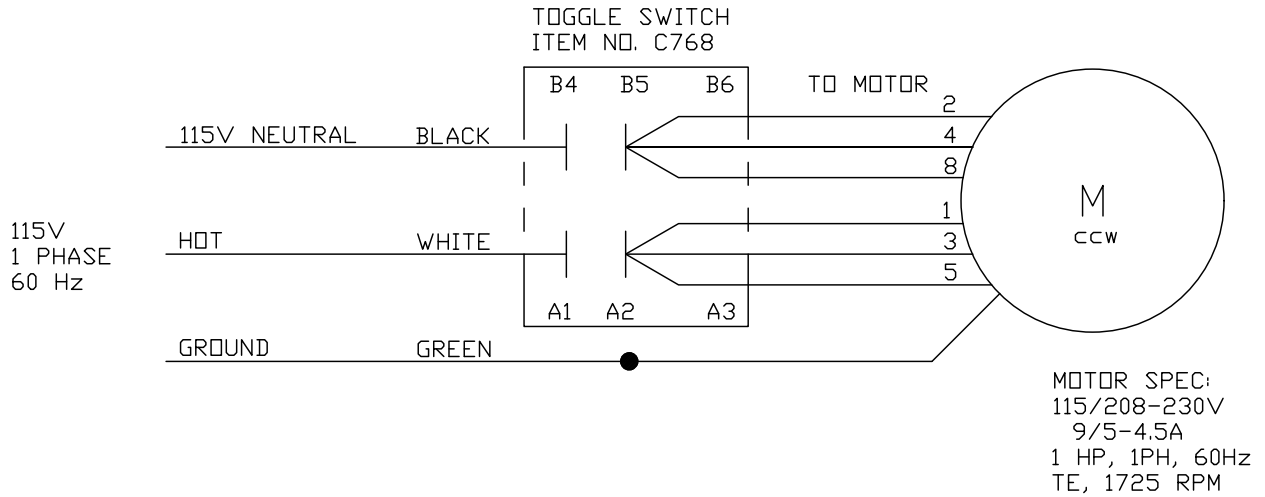 TOGGLE SWITCH
ITEM NO. C768
B4 B5 B6
TO MOTOR
2
115V NEUTRAL BLACK
4
8
1
115V
1 PHASE
60 Hz
HOT WHITE
3
5
M
CCW
A1 A2 A3
GROUND GREEN
MOTOR SPEC:
115/208-230V
9/5-4.5A
1 HP, 1PH, 60Hz
TE, 1725 RPM